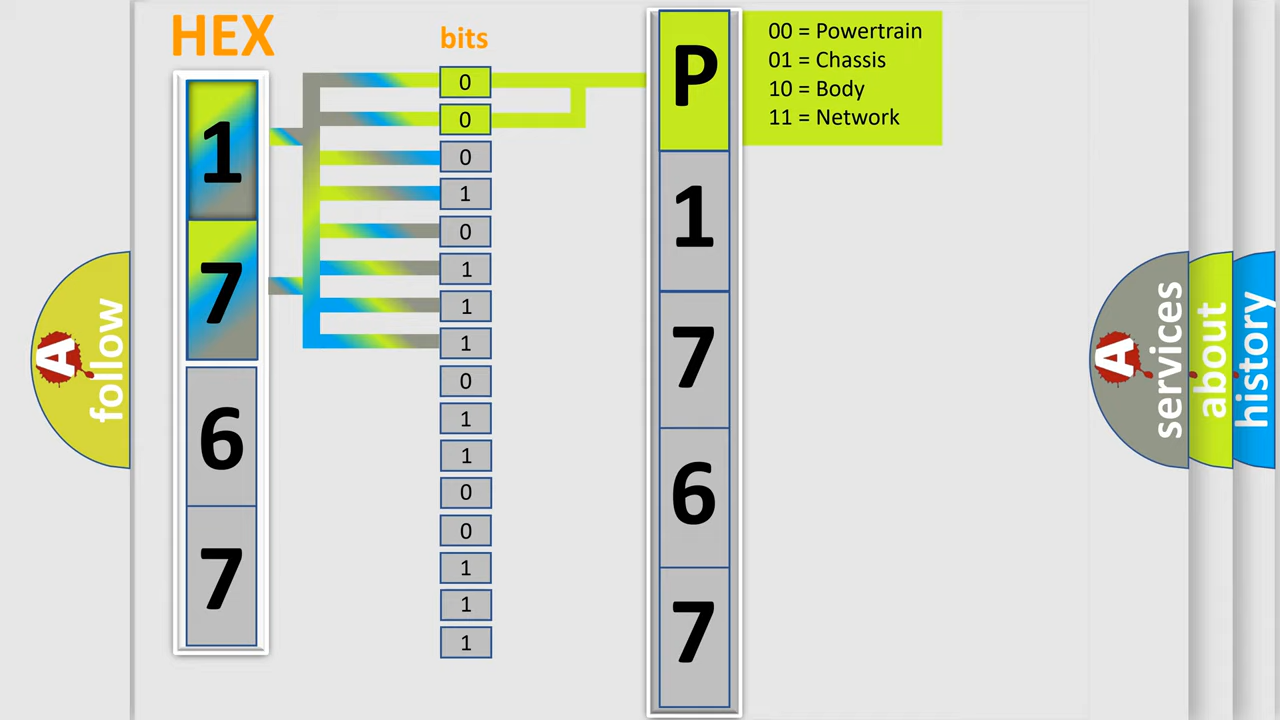 HEX
bits
1
7
6
7
0
0
0
1
0
1
1
1
0
1
1
0
0
1
1
1
P
1
7
6
7
00 = Powertrain
01 = Chassis
10 = Body
11 = Network
A
follow
A
services
about
history